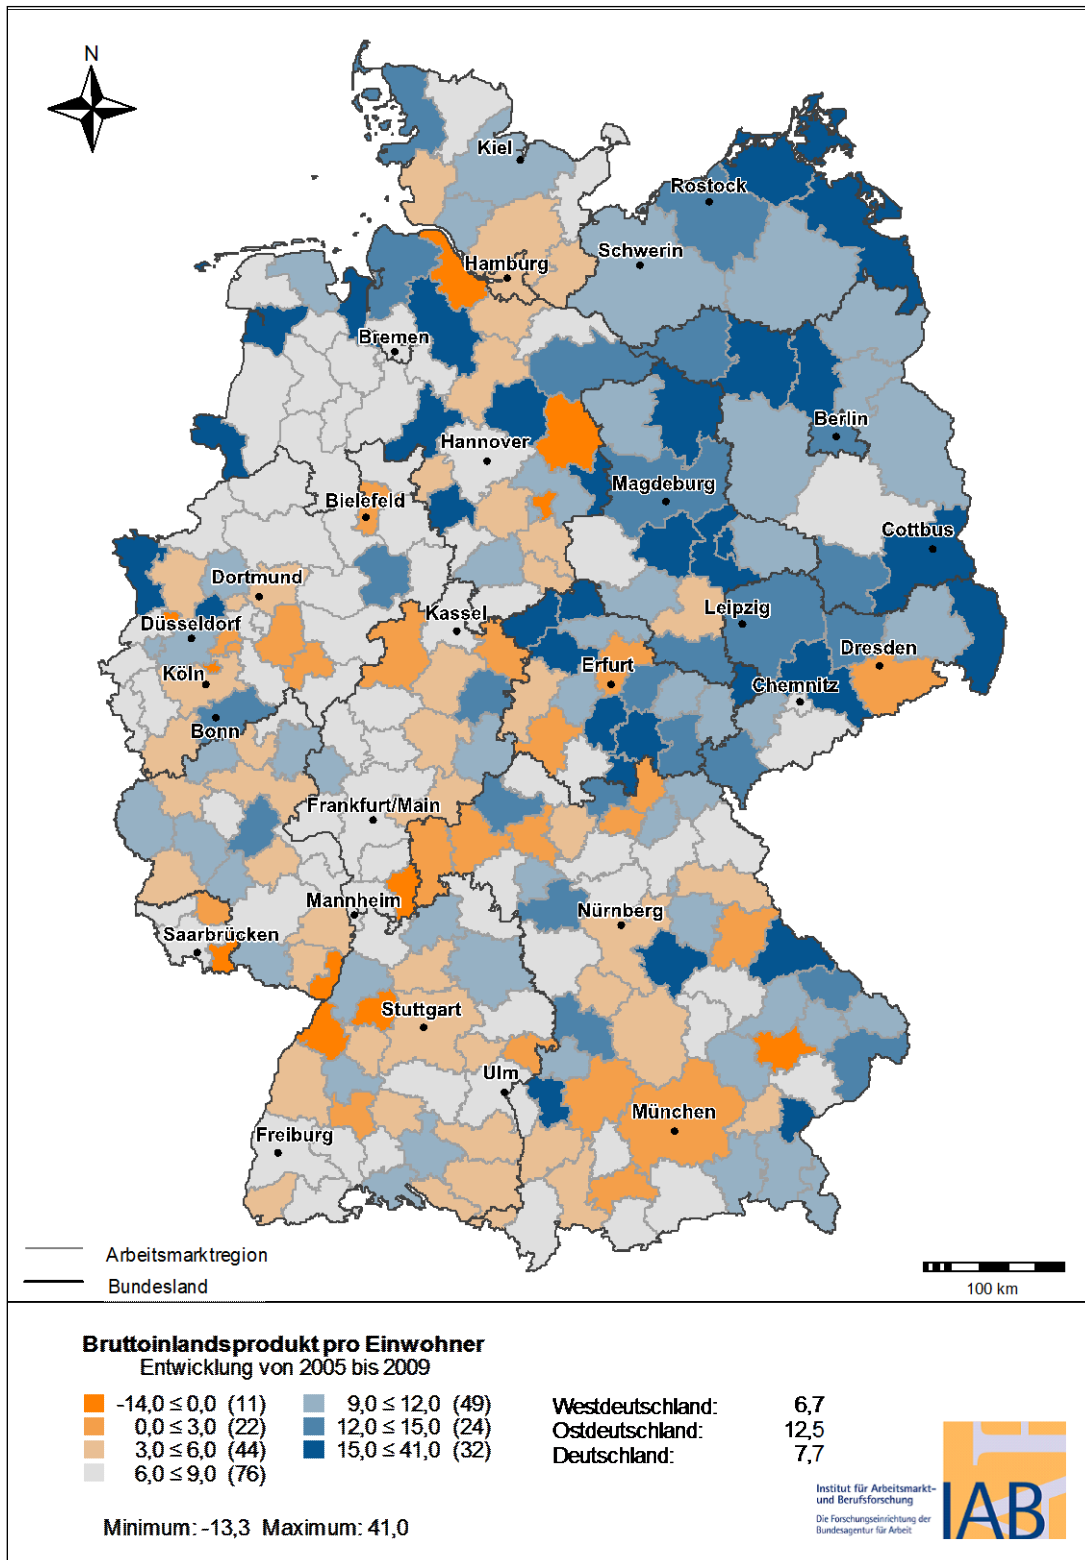 N
Kiel
Rostock
Schwerin
Hamburg
Bremen
Berlin
Hannover
Magdeburg
Bielefeld
Cottbus
Dortmund
Leipzig
Düsseldorf
Kassel
Dresden
Köln
Erfurt
Chemnitz
Bonn
Frankfurt/Main
Mannheim
Nürnberg
Saarbrücken
Stuttgart
Ulm
München
Freiburg
Arbeitsmarktregion
Bundesland
100 km
Bruttoinlandsprodukt pro Einwohner
Entwicklung von 2005 bis 2009
-14,0 ≤ 0,0 (11)
0,0 ≤ 3,0 (22)
3,0 ≤ 6,0 (44)
6,0 ≤ 9,0 (76)
9,0 ≤ 12,0 (49)
12,0 ≤ 15,0 (24)
15,0 ≤ 41,0 (32)
Westdeutschland: 6,7
Ostdeutschland: 12,5
Deutschland: 7,7
Minimum: -13,3 Maximum: 41,0
Institut für Arbeitsmarkt-
und Berufsforschung
Die Forschungseinrichtung der
Bundesagentur für Arbeit
IAB